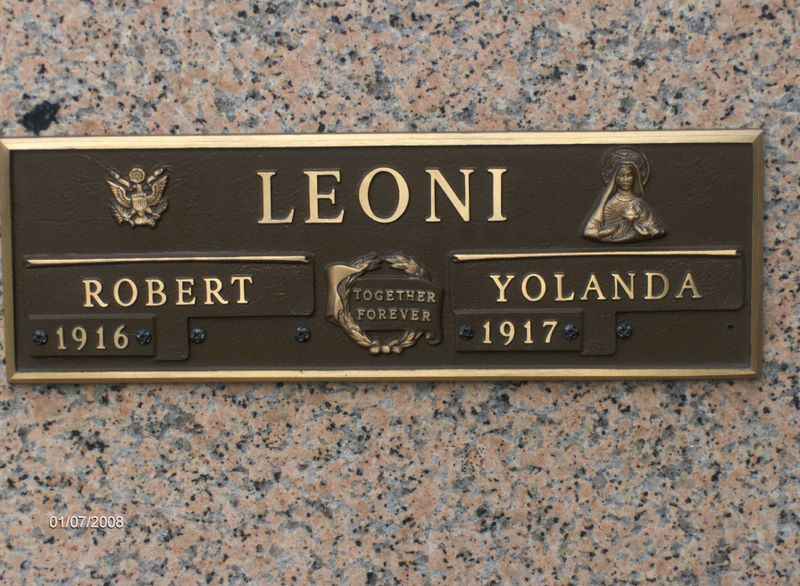 LEONI
ROBERT
1916
TOGETHER
FOREVER
YOLANDA
1917
01/07/2008